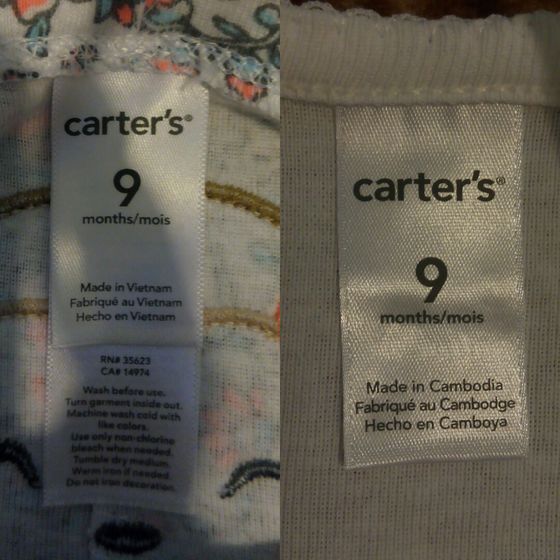 carter's®
9
months/mois
Made in Vietnam
Fabriqué au Vietnam
Hecho en Vietnam
RN# 35623
CA# 14974
Wash before use.
Turn garment inside out.
Machine wash cold with
like colors.
Use only non-chlorine
bleach when needed.
Tumble dry medium.
Warm iron if needed.
Do not iron decoration.
carter's®
9
months/mois
Made in Cambodia
Fabriqué au Cambodge
Hecho en Camboya